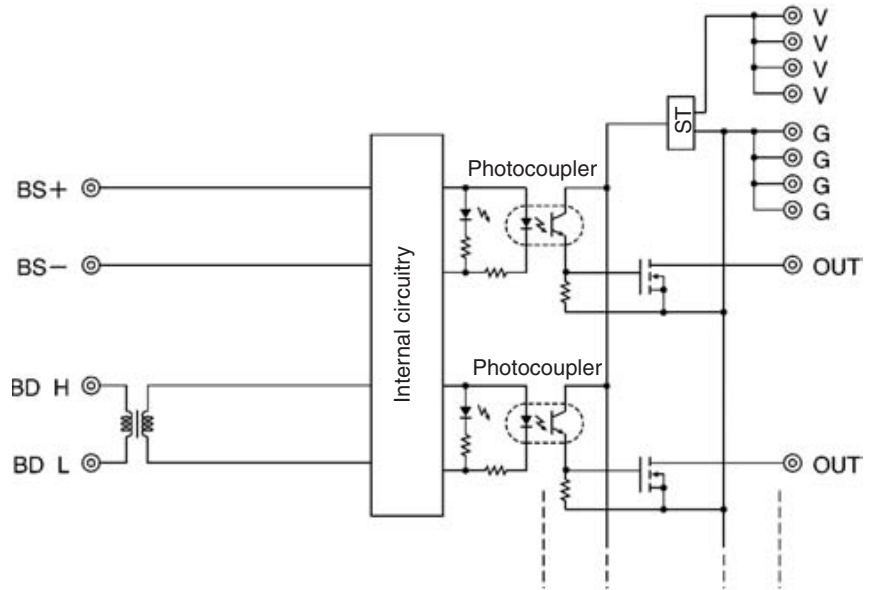 V
V
V
V
ST
G
G
G
G
Photocoupler
BS+
BS−
OUT
Internal circuitry
Photocoupler
BD H
BD L
OUT